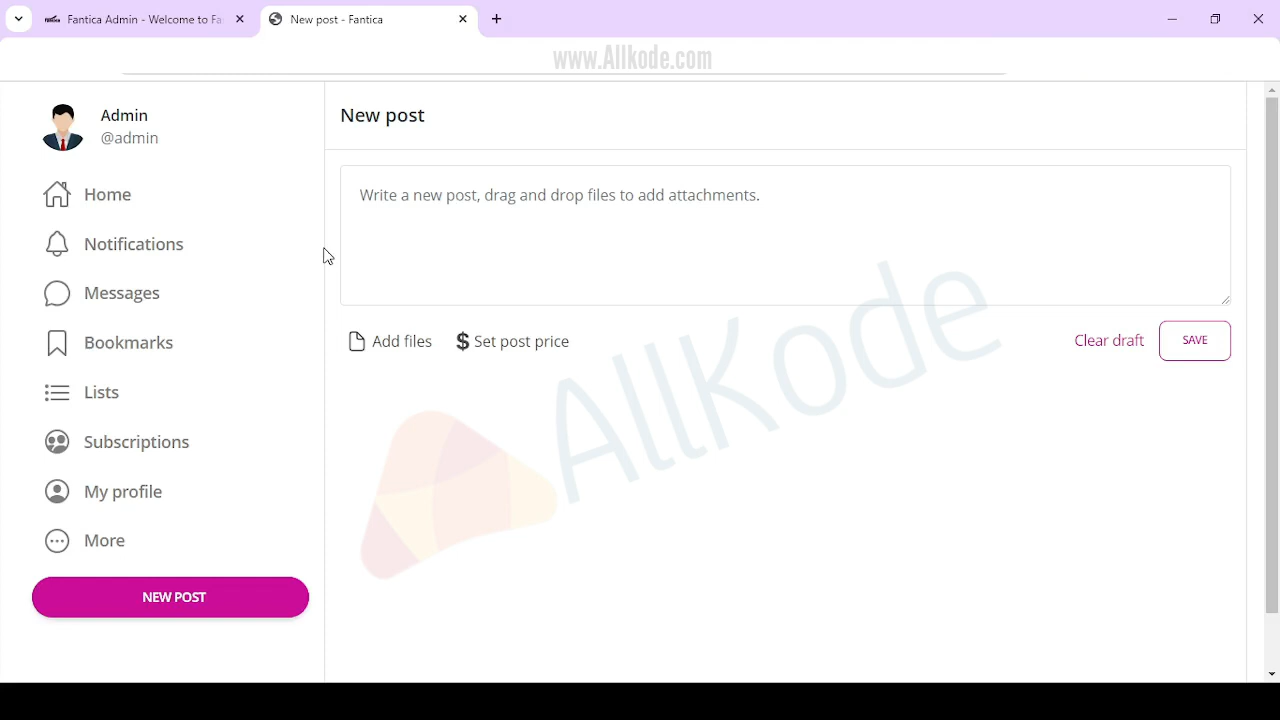 Fantica Admin - Welcome to Fa
New post - Fantica
www.Allkode.com
Admin
@admin
Home
Notifications
Messages
Bookmarks
Lists
Subscriptions
My profile
More
NEW POST
New post
Write a new post, drag and drop files to add attachments.
Add files
$ Set post price
Clear draft
SAVE
AllKode